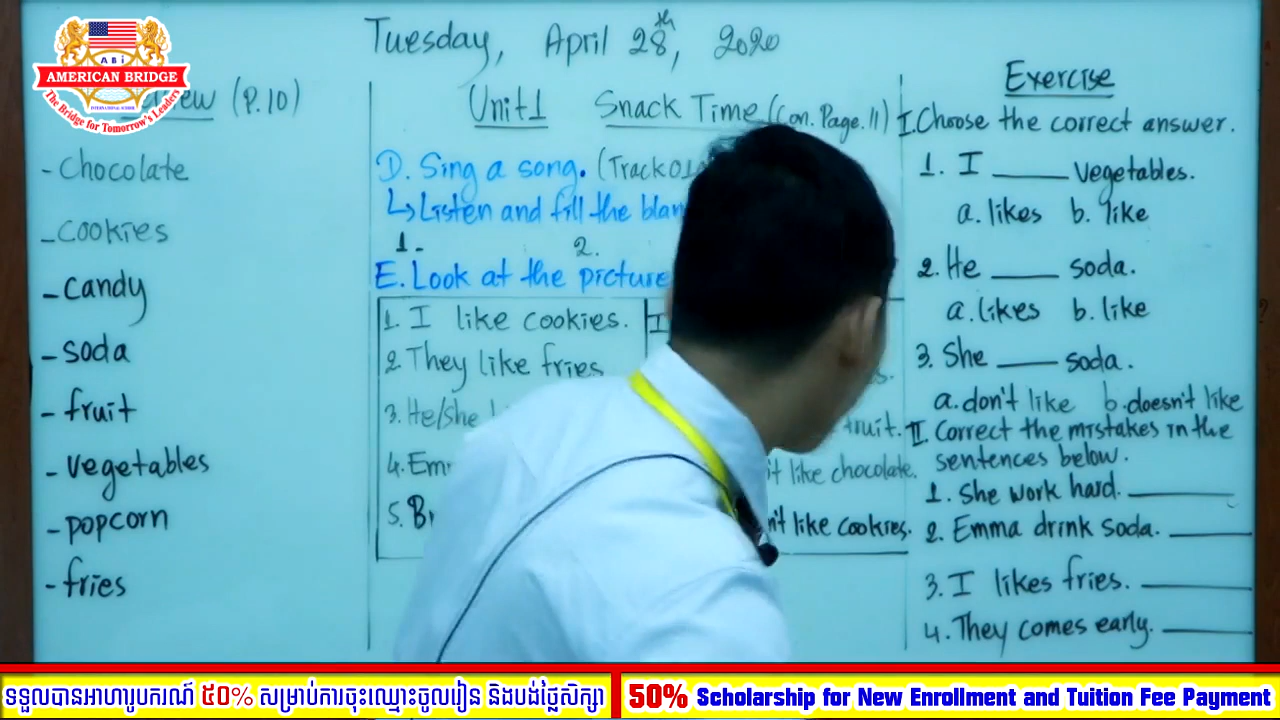 Tuesday, April 28th, 2020
ABi
AMERICAN BRIDGE
INTERNATIONAL SCHOOL
The Bridge for Tomorrow's Leaders
(P.10)
- Chocolate
- Cookies
- candy
- soda
- fruit
- vegetables
- popcorn
- fries
Unit1 Snack Time (Con. Page. 11)
D. Sing a song. (Track
↳ Listen and fill the
1- 2.
E. Look at the picture
1. I like cookies.
2. They like fries
3. He/she
4.
5.
fruit.
like chocolate.
like cookies.
Exercise
I. Choose the correct answer.
1. I ____ vegetables.
a. likes b. like
2. He ____ soda.
a. likes b. like
3. She ____ soda.
a. don't like b. doesn't like
II. Correct the mistakes in the
sentences below.
1. She work hard. ____
2. Emma drink soda. ____
3. I likes fries. ____
4. They comes early. ____
ទទួលបានអាហារូបករណ៍ ៥០% សម្រាប់ការចុះឈ្មោះចូលរៀន និងបង់ថ្លៃសិក្សា
50% Scholarship for New Enrollment and Tuition Fee Payment